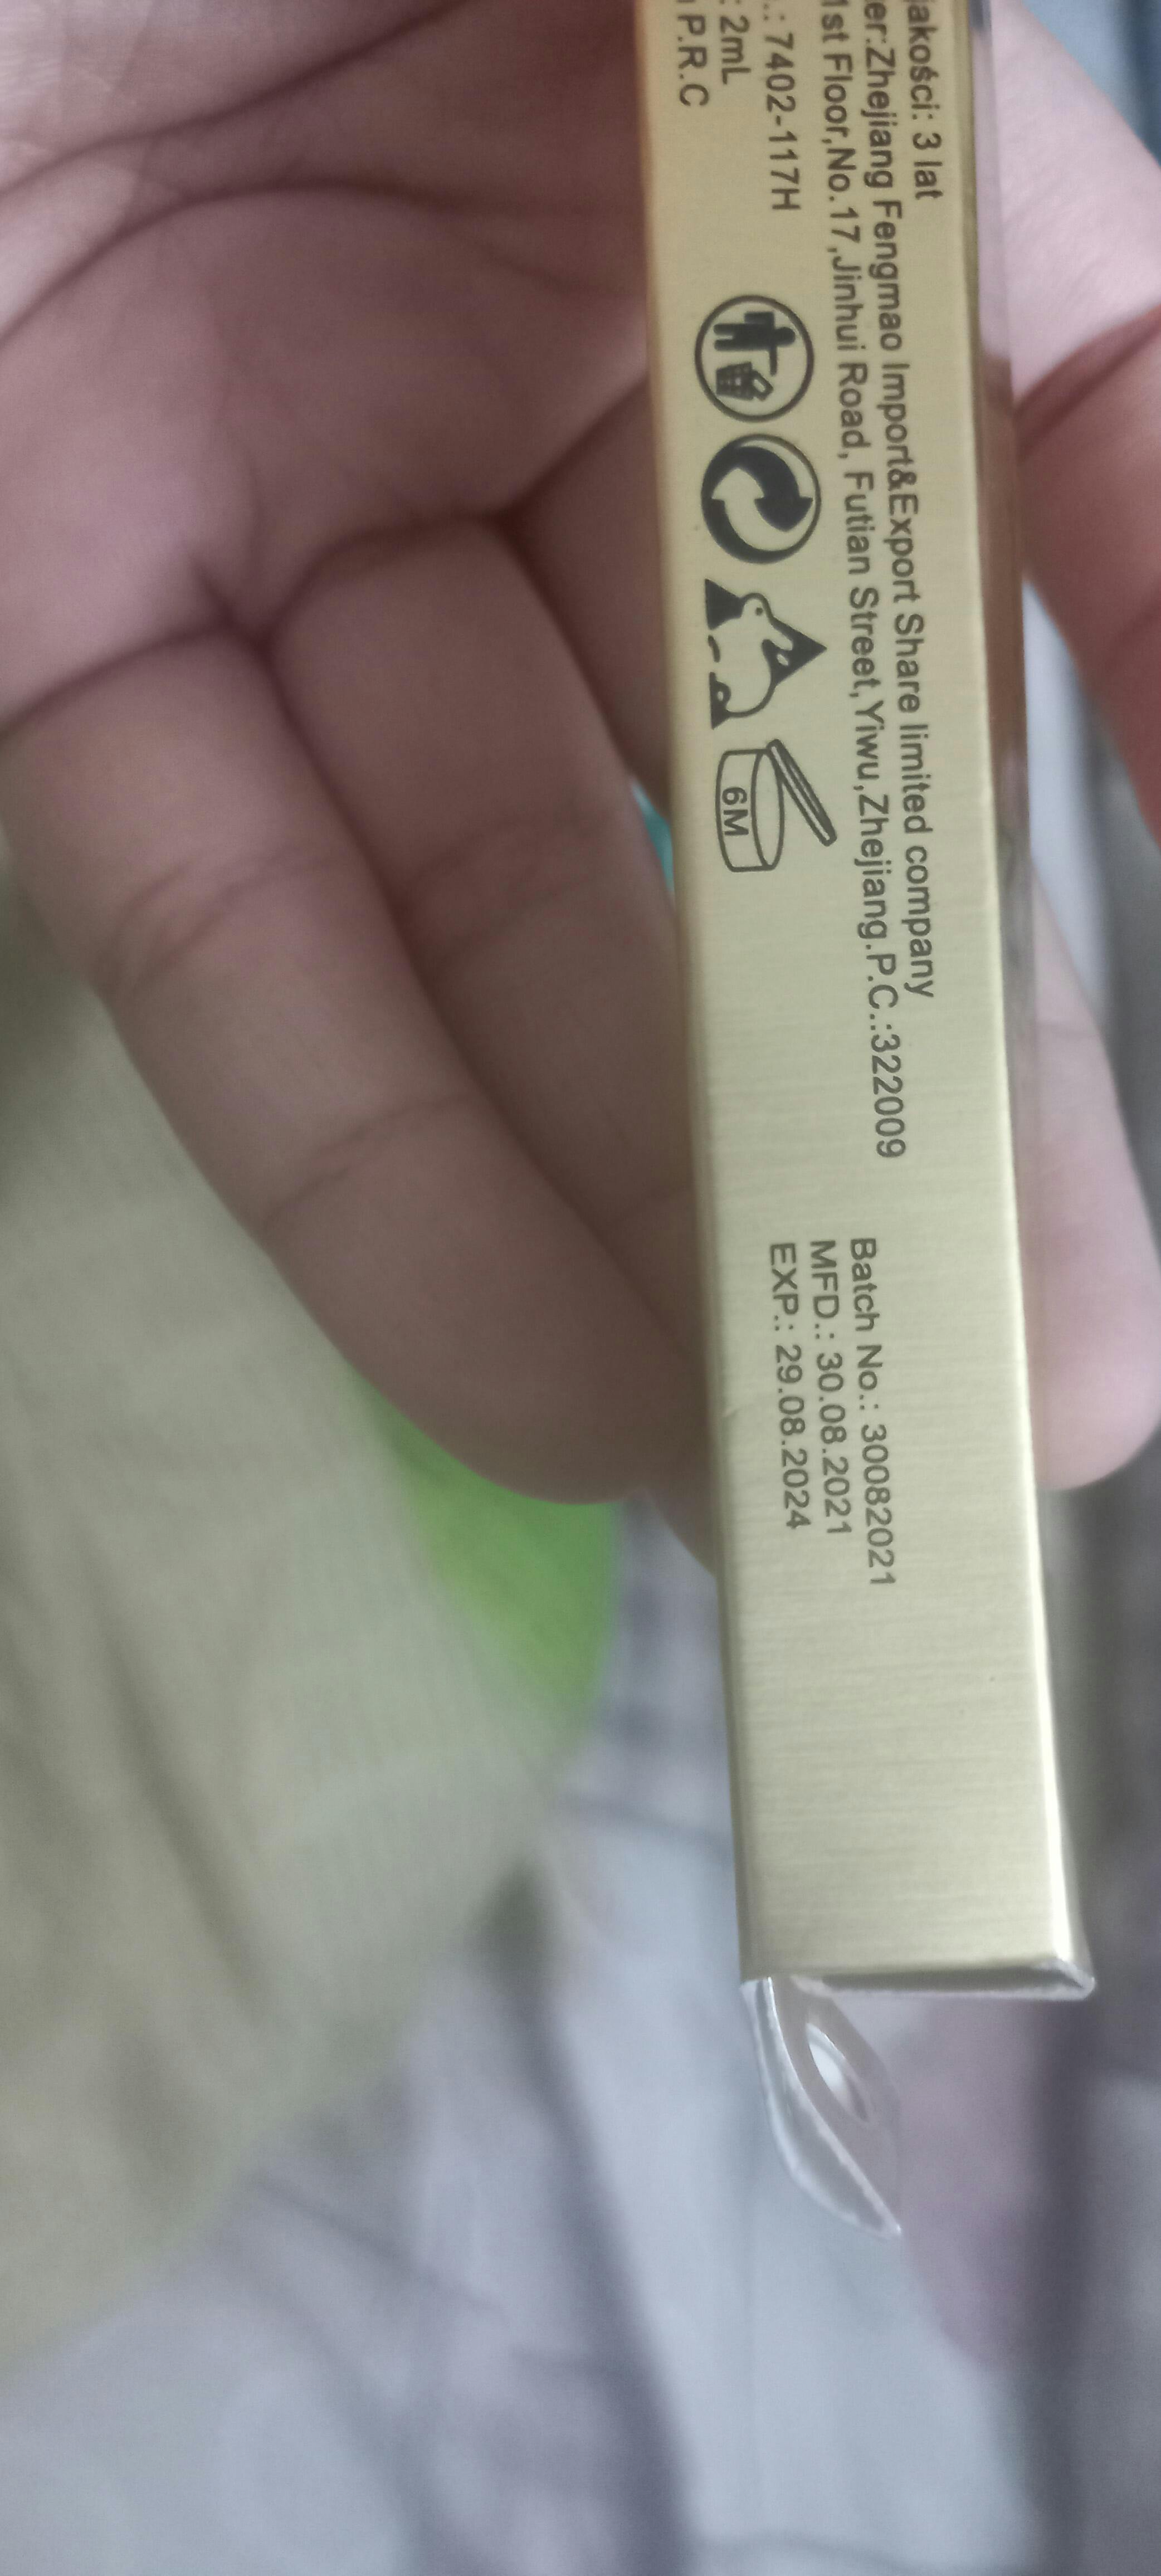 jakości: 3 lat
er:Zhejiang Fengmao Import&Export Share limited company
1st Floor,No.17,Jinhui Road, Futian Street,Yiwu,Zhejiang.P.C.:322009
.: 7402-117H
: 2mL
P.R.C
6M
Batch No.: 30082021
MFD.: 30.08.2021
EXP.: 29.08.2024